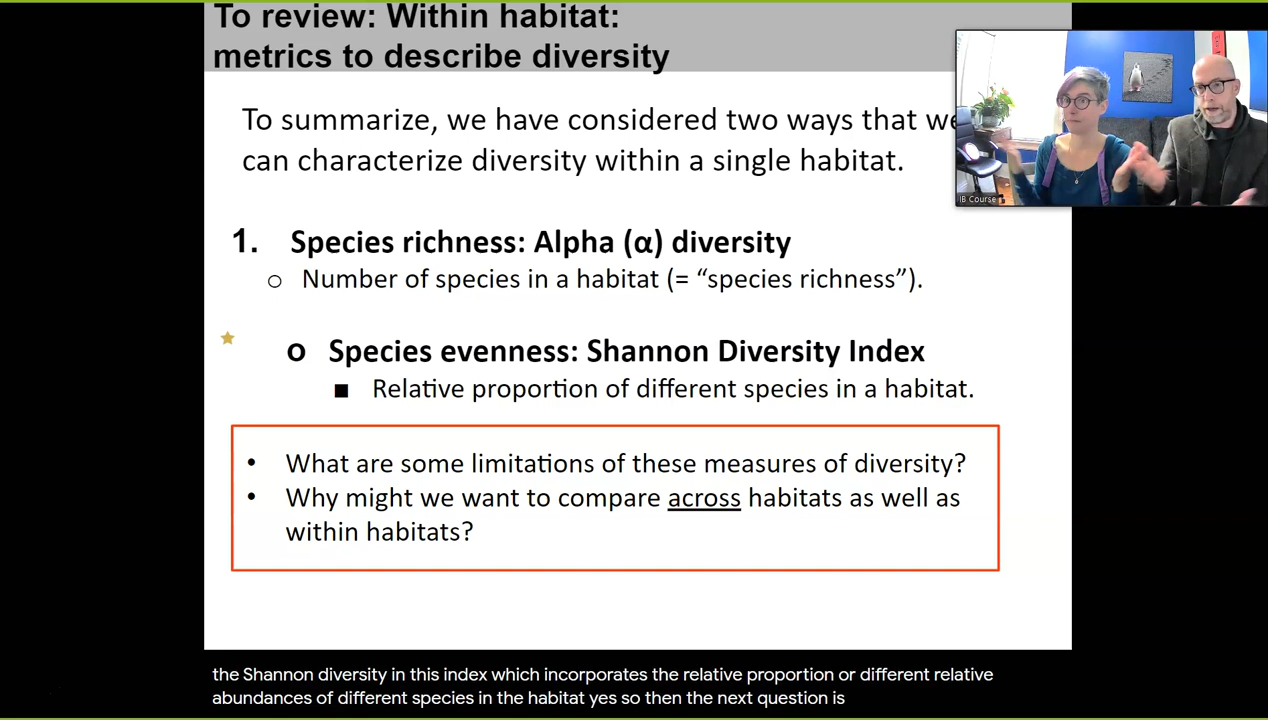 To review: Within habitat:
metrics to describe diversity
To summarize, we have considered two ways that we
can characterize diversity within a single habitat.
1. Species richness: Alpha (α) diversity
o Number of species in a habitat (= “species richness”).
o Species evenness: Shannon Diversity Index
■ Relative proportion of different species in a habitat.
• What are some limitations of these measures of diversity?
• Why might we want to compare across habitats as well as
within habitats?
IB Course
the Shannon diversity in this index which incorporates the relative proportion or different relative
abundances of different species in the habitat yes so then the next question is